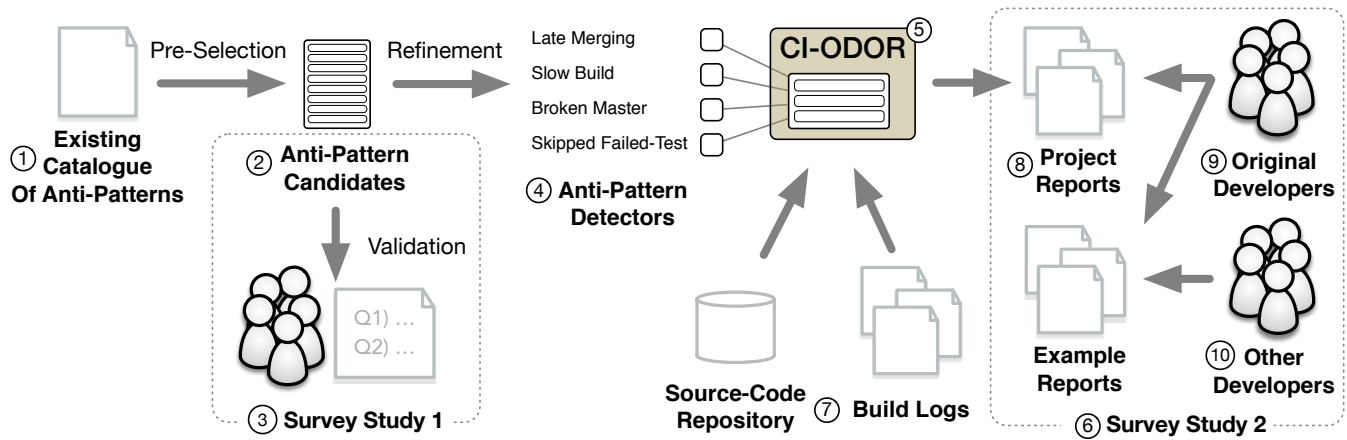 Pre-Selection
Refinement
① Existing
Catalogue
Of Anti-Patterns
② Anti-Pattern
Candidates
Validation
Q1) ...
Q2) ...
③ Survey Study 1
Late Merging
Slow Build
Broken Master
Skipped Failed-Test
④ Anti-Pattern
Detectors
CI-ODOR ⑤
Source-Code
Repository
⑦ Build Logs
⑧ Project
Reports
⑨ Original
Developers
Example
Reports
⑩ Other
Developers
⑥ Survey Study 2